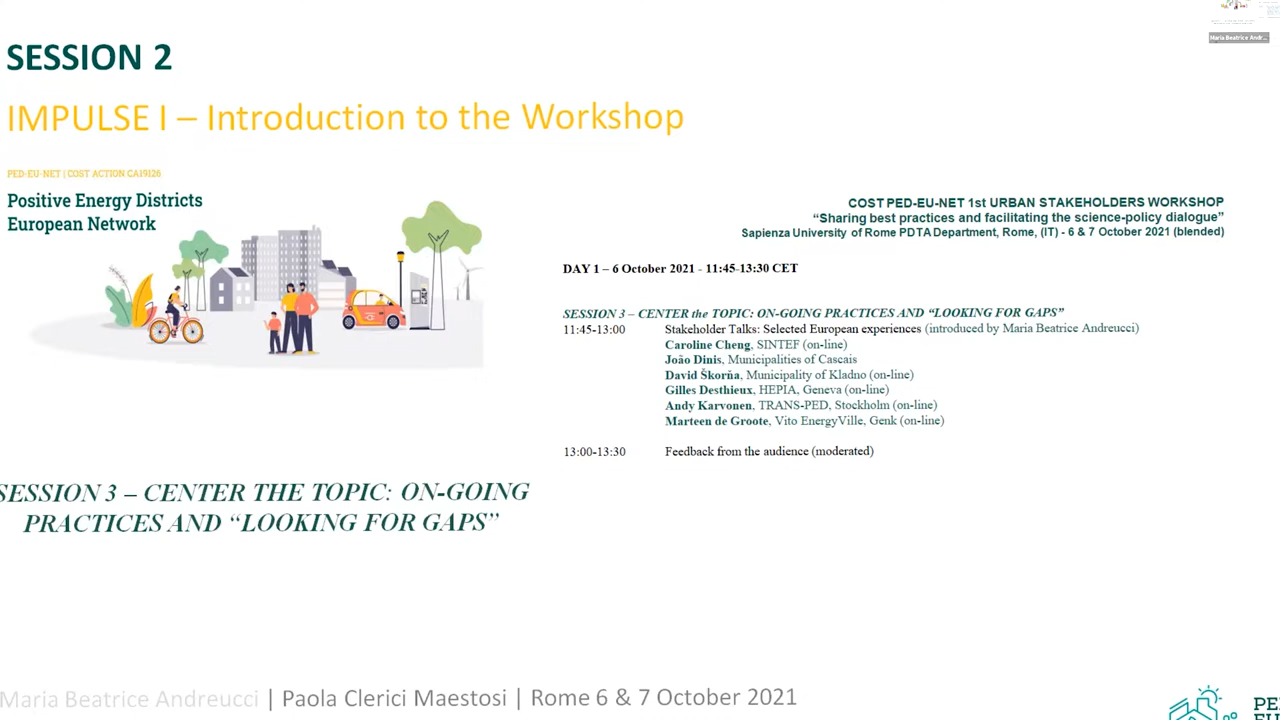 Maria Beatrice Andr...
SESSION 2
IMPULSE I – Introduction to the Workshop
PED-EU-NET | COST ACTION CA19126
Positive Energy Districts
European Network
COST PED-EU-NET 1st URBAN STAKEHOLDERS WORKSHOP
“Sharing best practices and facilitating the science-policy dialogue”
Sapienza University of Rome PDTA Department, Rome, (IT) - 6 & 7 October 2021 (blended)
DAY 1 – 6 October 2021 - 11:45-13:30 CET
SESSION 3 – CENTER the TOPIC: ON-GOING PRACTICES AND “LOOKING FOR GAPS”
11:45-13:00 Stakeholder Talks: Selected European experiences (introduced by Maria Beatrice Andreucci)
Caroline Cheng, SINTEF (on-line)
João Dinis, Municipalities of Cascais
David Škorňa, Municipality of Kladno (on-line)
Gilles Desthieux, HEPIA, Geneva (on-line)
Andy Karvonen, TRANS-PED, Stockholm (on-line)
Marteen de Groote, Vito EnergyVille, Genk (on-line)
13:00-13:30 Feedback from the audience (moderated)
SESSION 3 – CENTER THE TOPIC: ON-GOING
PRACTICES AND “LOOKING FOR GAPS”
Maria Beatrice Andreucci | Paola Clerici Maestosi | Rome 6 & 7 October 2021
PE
EU